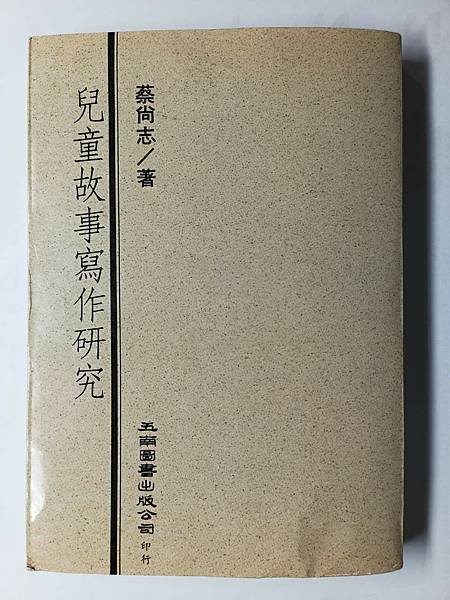 兒童故事寫作研究
蔡尚志／著
五南圖書出版公司 印行